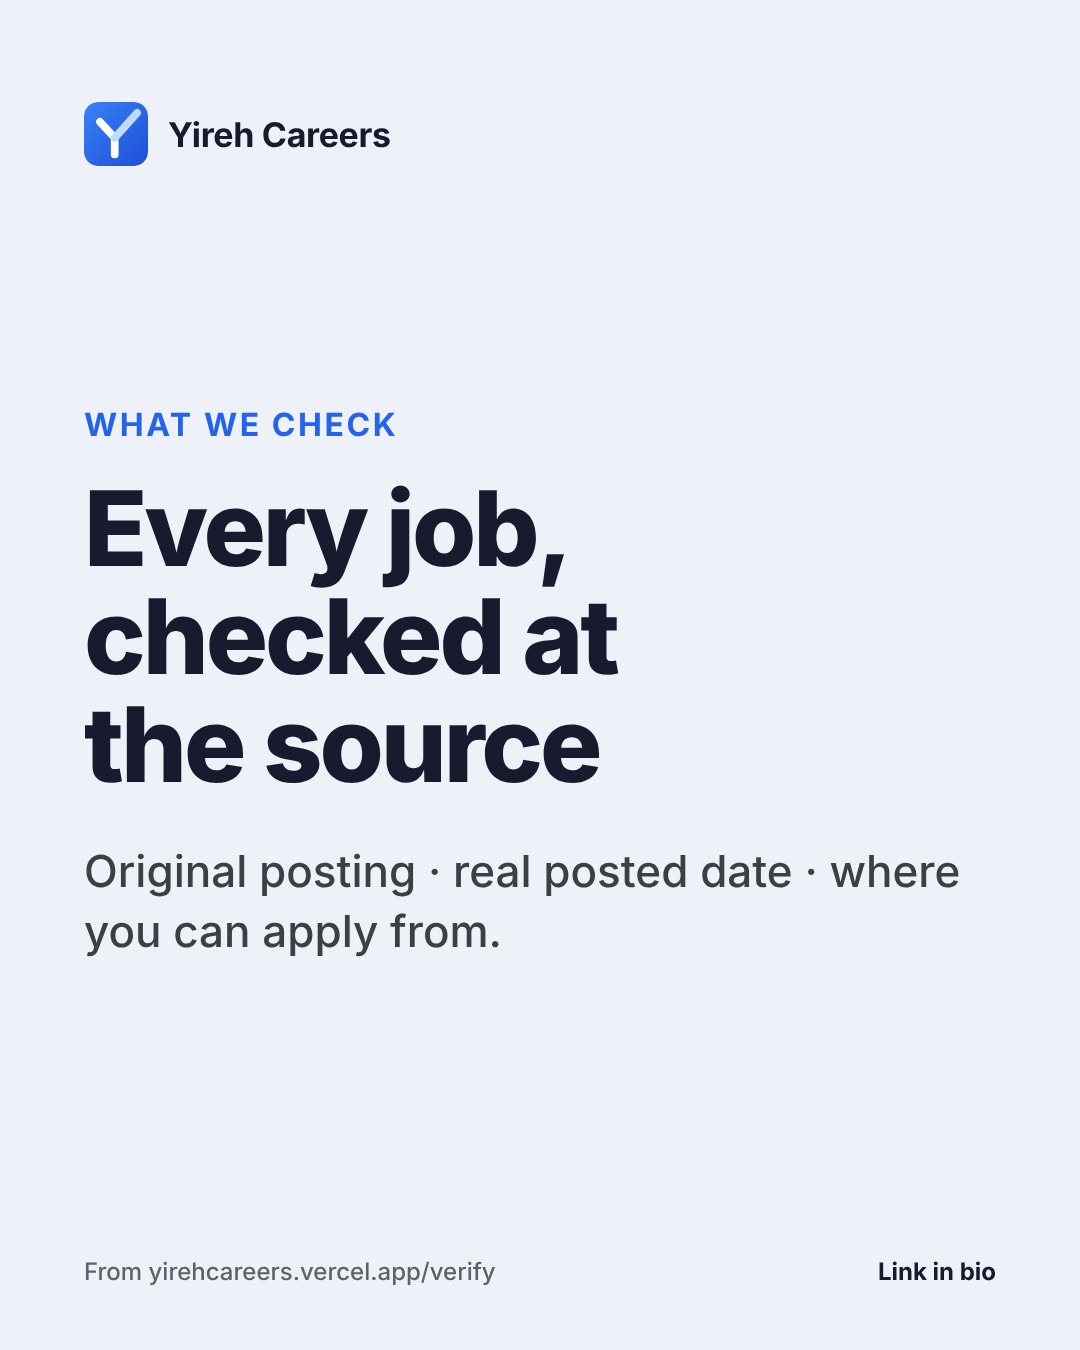 Yireh Careers
WHAT WE CHECK
Every job,
checked at
the source
Original posting · real posted date · where
you can apply from.
From yirehcareers.vercel.app/verify
Link in bio